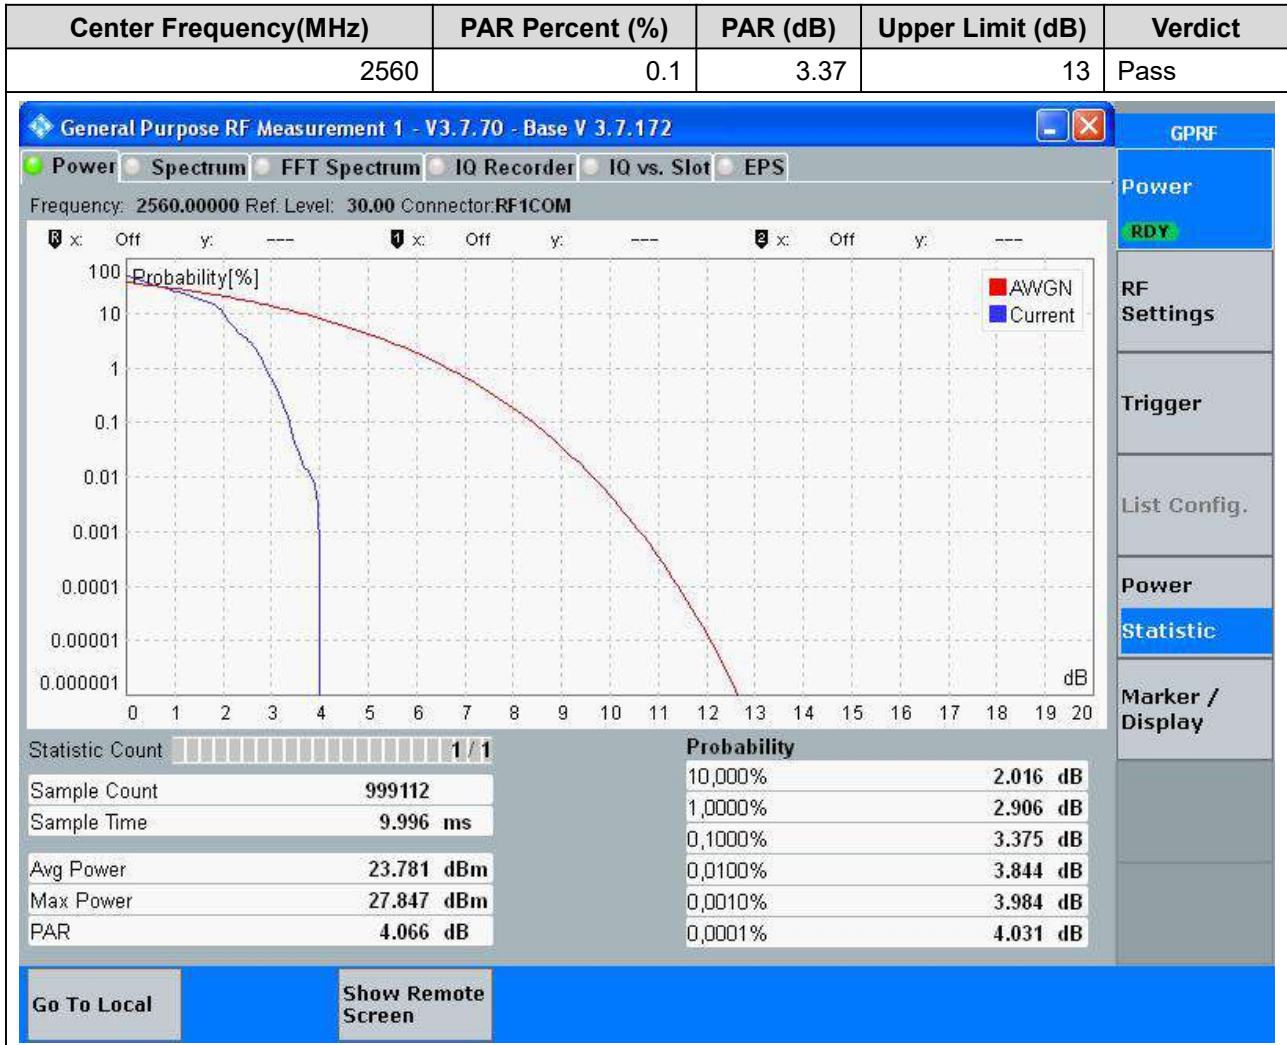 Center Frequency(MHz) PAR Percent (%) PAR (dB) Upper Limit (dB) Verdict
2560 0.1 3.37 13 Pass
General Purpose RF Measurement 1 - V3.7.70 - Base V 3.7.172
GPRF
Power Spectrum FFT Spectrum IQ Recorder IQ vs. Slot EPS
Frequency: 2560.00000 Ref. Level: 30.00 Connector:RF1COM
R x: Off y: --- 1 x: Off y: --- 2 x: Off y: ---
Probability[%]
AWGN
Current
100
10
1
0.1
0.01
0.001
0.0001
0.00001
0.000001
dB
0 1 2 3 4 5 6 7 8 9 10 11 12 13 14 15 16 17 18 19 20
Statistic Count 1 / 1
Sample Count 999112
Sample Time 9.996 ms
Avg Power 23.781 dBm
Max Power 27.847 dBm
PAR 4.066 dB
Probability
10,000% 2.016 dB
1,0000% 2.906 dB
0,1000% 3.375 dB
0,0100% 3.844 dB
0,0010% 3.984 dB
0,0001% 4.031 dB
Power
RDY
RF
Settings
Trigger
List Config.
Power
Statistic
Marker /
Display
Go To Local
Show Remote
Screen